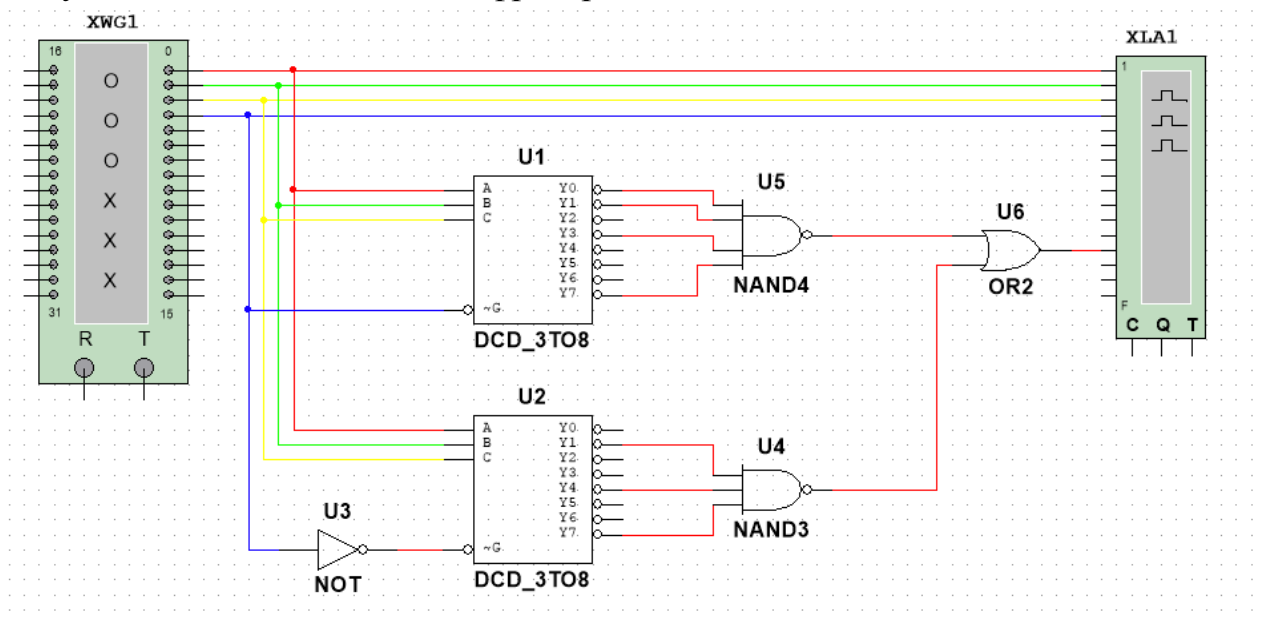 XWG1
XLA1
16
0
O
O
O
X
X
X
31
15
R
T
1
F
C Q T
U1
A
B
C
~G
Y0
Y1
Y2
Y3
Y4
Y5
Y6
Y7
DCD_3TO8
U5
NAND4
U6
OR2
U2
A
B
C
~G
Y0
Y1
Y2
Y3
Y4
Y5
Y6
Y7
DCD_3TO8
U4
NAND3
U3
NOT